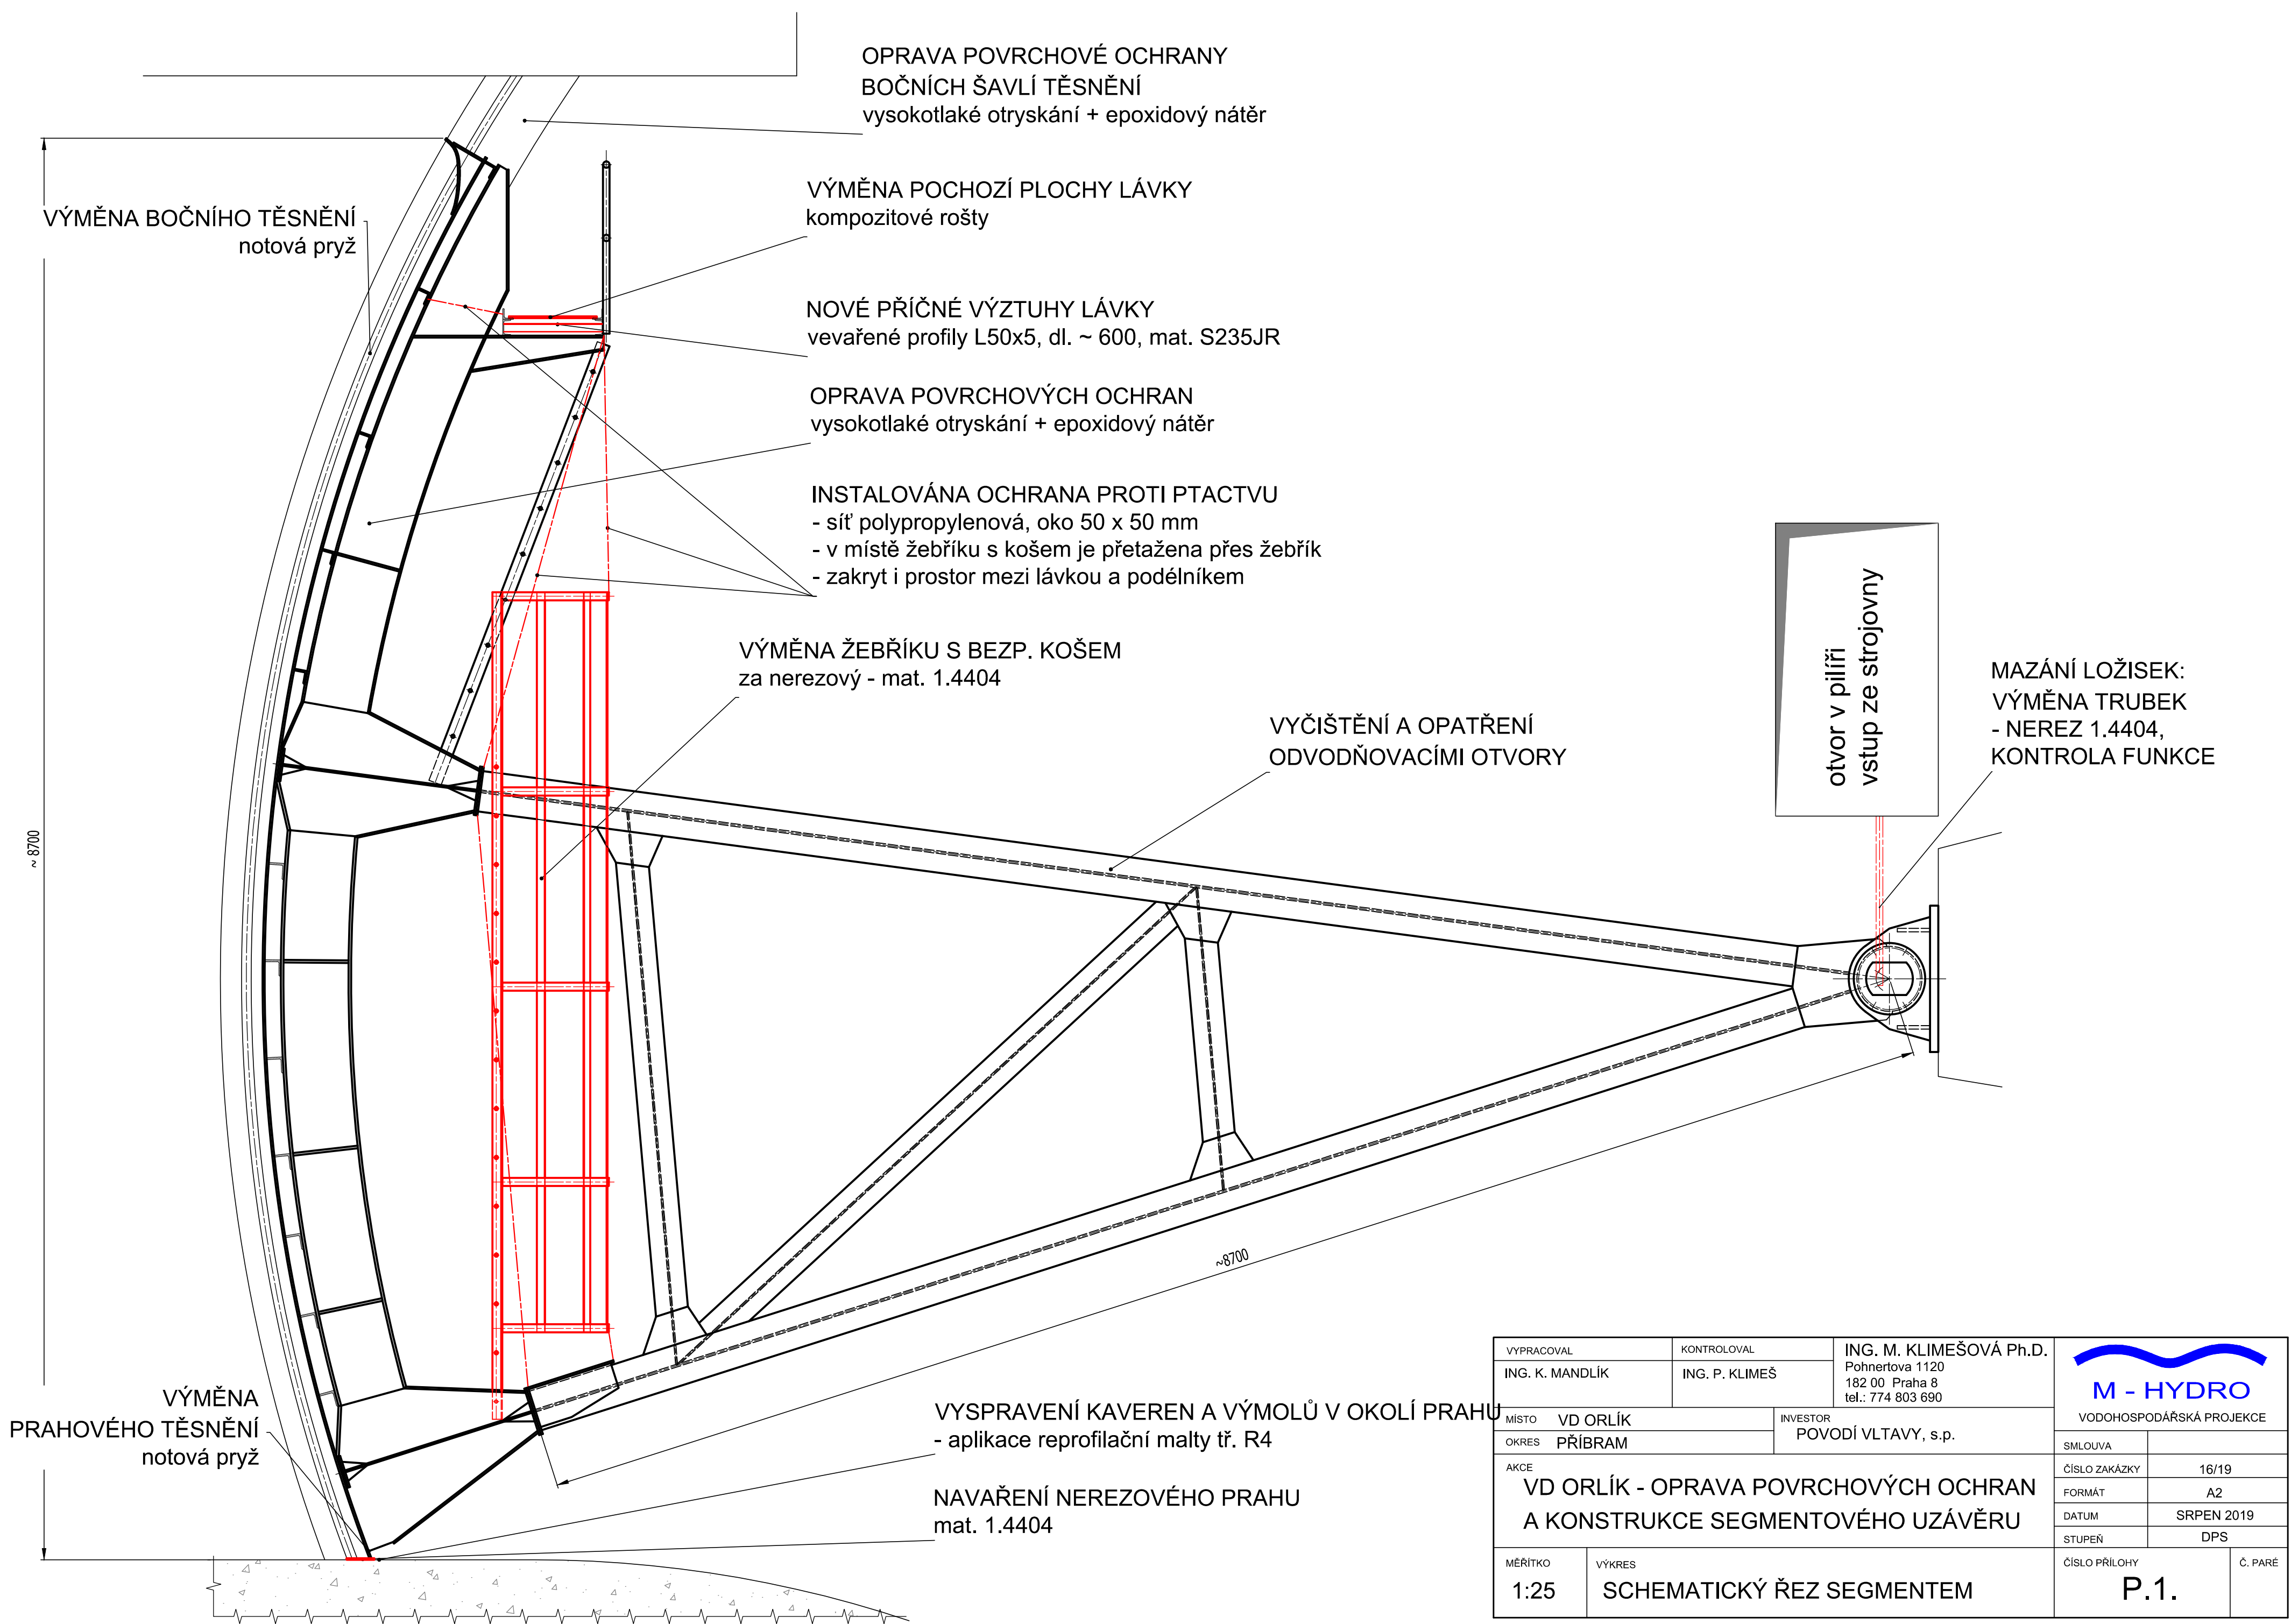 OPRAVA POVRCHOVÉ OCHRANY
BOČNÍCH ŠAVLÍ TĚSNĚNÍ
vysokotlaké otryskání + epoxidový nátěr
VÝMĚNA BOČNÍHO TĚSNĚNÍ
notová pryž
VÝMĚNA POCHOZÍ PLOCHY LÁVKY
kompozitové rošty
NOVÉ PŘÍČNÉ VÝZTUHY LÁVKY
vevařené profily L50x5, dl. ~ 600, mat. S235JR
OPRAVA POVRCHOVÝCH OCHRAN
vysokotlaké otryskání + epoxidový nátěr
INSTALOVÁNA OCHRANA PROTI PTACTVU
- síť polypropylenová, oko 50 x 50 mm
- v místě žebříku s košem je přetažena přes žebřík
- zakryt i prostor mezi lávkou a podélníkem
VÝMĚNA ŽEBŘÍKU S BEZP. KOŠEM
za nerezový - mat. 1.4404
VYČIŠTĚNÍ A OPATŘENÍ
ODVODŇOVACÍMI OTVORY
otvor v pilíři
vstup ze strojovny
MAZÁNÍ LOŽISEK:
VÝMĚNA TRUBEK
- NEREZ 1.4404,
KONTROLA FUNKCE
~ 8700
~8700
VÝMĚNA
PRAHOVÉHO TĚSNĚNÍ
notová pryž
VYSPRAVENÍ KAVEREN A VÝMOLŮ V OKOLÍ PRAHU
- aplikace reprofilační malty tř. R4
NAVAŘENÍ NEREZOVÉHO PRAHU
mat. 1.4404
VYPRACOVAL
ING. K. MANDLÍK
KONTROLOVAL
ING. P. KLIMEŠ
ING. M. KLIMEŠOVÁ Ph.D.
Pohnertova 1120
182 00 Praha 8
tel.: 774 803 690
M - HYDRO
VODOHOSPODÁŘSKÁ PROJEKCE
MÍSTO VD ORLÍK
OKRES PŘÍBRAM
INVESTOR
POVODÍ VLTAVY, s.p.
AKCE
VD ORLÍK - OPRAVA POVRCHOVÝCH OCHRAN
A KONSTRUKCE SEGMENTOVÉHO UZÁVĚRU
SMLOUVA
ČÍSLO ZAKÁZKY 16/19
FORMÁT A2
DATUM SRPEN 2019
STUPEŇ DPS
MĚŘÍTKO
1:25
VÝKRES
SCHEMATICKÝ ŘEZ SEGMENTEM
ČÍSLO PŘÍLOHY
P.1.
Č. PARÉ